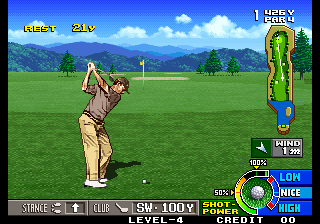 1 426Y
PAR 4
REST 21y
WIND
1m
100%
50%
LOW
NICE
HIGH
SHOT-
POWER
STANCE
CLUB
SW-100Y
LEVEL-4
CREDIT 00